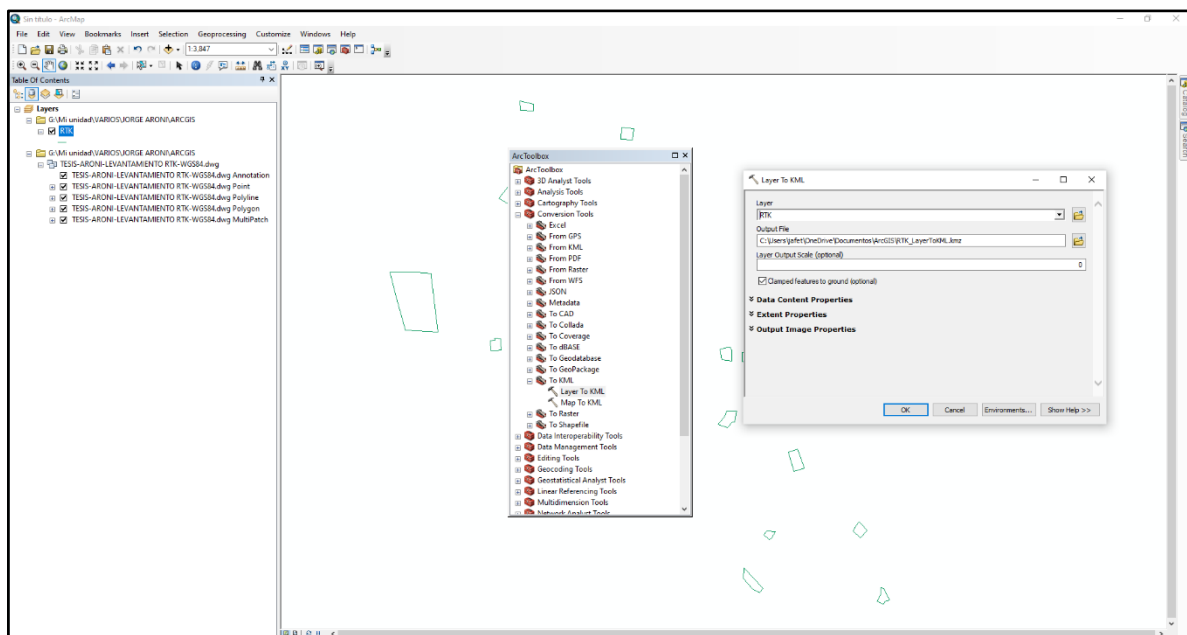 Sin título - ArcMap
File Edit View Bookmarks Insert Selection Geoprocessing Customize Windows Help
1:3,847
Table Of Contents
Layers
G:\Mi unidad\VARIOS\JORGE ARONI\ARCGIS
RTK
G:\Mi unidad\VARIOS\JORGE ARONI\ARCGIS
TESIS-ARONI-LEVANTAMIENTO RTK-WGS84.dwg
TESIS-ARONI-LEVANTAMIENTO RTK-WGS84.dwg Annotation
TESIS-ARONI-LEVANTAMIENTO RTK-WGS84.dwg Point
TESIS-ARONI-LEVANTAMIENTO RTK-WGS84.dwg Polyline
TESIS-ARONI-LEVANTAMIENTO RTK-WGS84.dwg Polygon
TESIS-ARONI-LEVANTAMIENTO RTK-WGS84.dwg MultiPatch
ArcToolbox
ArcToolbox
3D Analyst Tools
Analysis Tools
Cartography Tools
Conversion Tools
Excel
From GPS
From KML
From PDF
From Raster
From WFS
JSON
Metadata
To CAD
To Collada
To Coverage
To dBASE
To Geodatabase
To GeoPackage
To KML
Layer To KML
Map To KML
To Raster
To Shapefile
Data Interoperability Tools
Data Management Tools
Editing Tools
Geocoding Tools
Geostatistical Analyst Tools
Linear Referencing Tools
Multidimension Tools
Network Analyst Tools
Layer To KML
Layer
RTK
Output File
C:\Users\jafet\OneDrive\Documentos\ArcGIS\RTK_LayerToKML.kmz
Layer Output Scale (optional)
0
Clamped features to ground (optional)
Data Content Properties
Extent Properties
Output Image Properties
OK Cancel Environments... Show Help >>